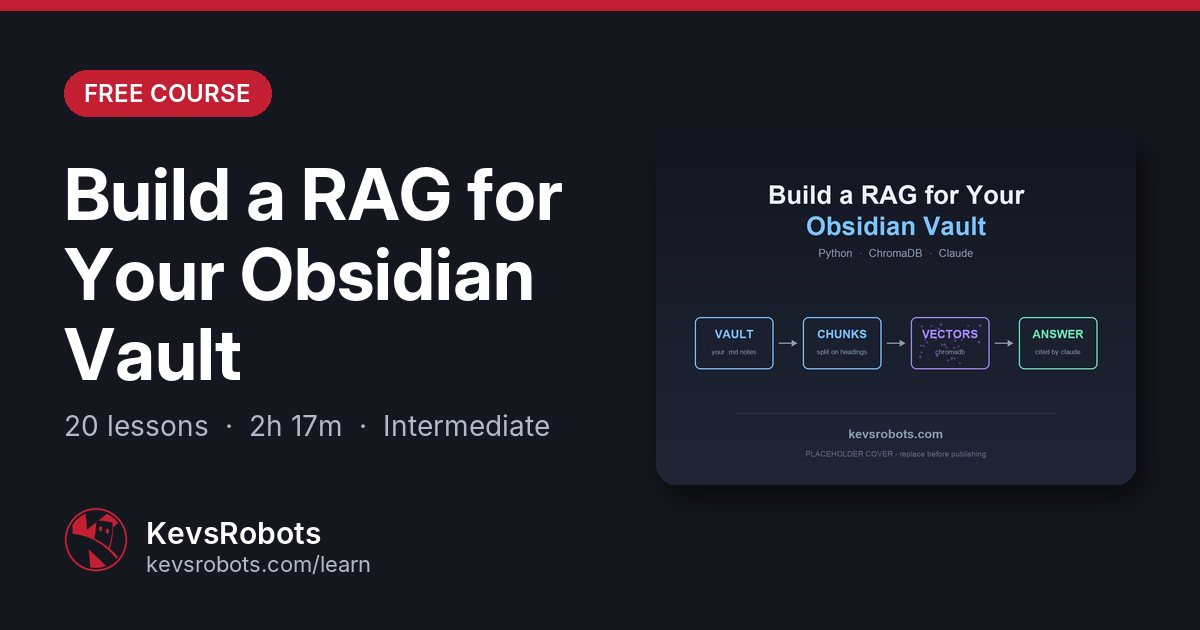 FREE COURSE
Build a RAG for
Your Obsidian
Vault
20 lessons · 2h 17m · Intermediate
KevsRobots
kevsrobots.com/learn
Build a RAG for Your
Obsidian Vault
Python · ChromaDB · Claude
VAULT
your .md notes
CHUNKS
split on headings
VECTORS
chromadb
ANSWER
cited by claude
kevsrobots.com
PLACEHOLDER COVER - replace before publishing